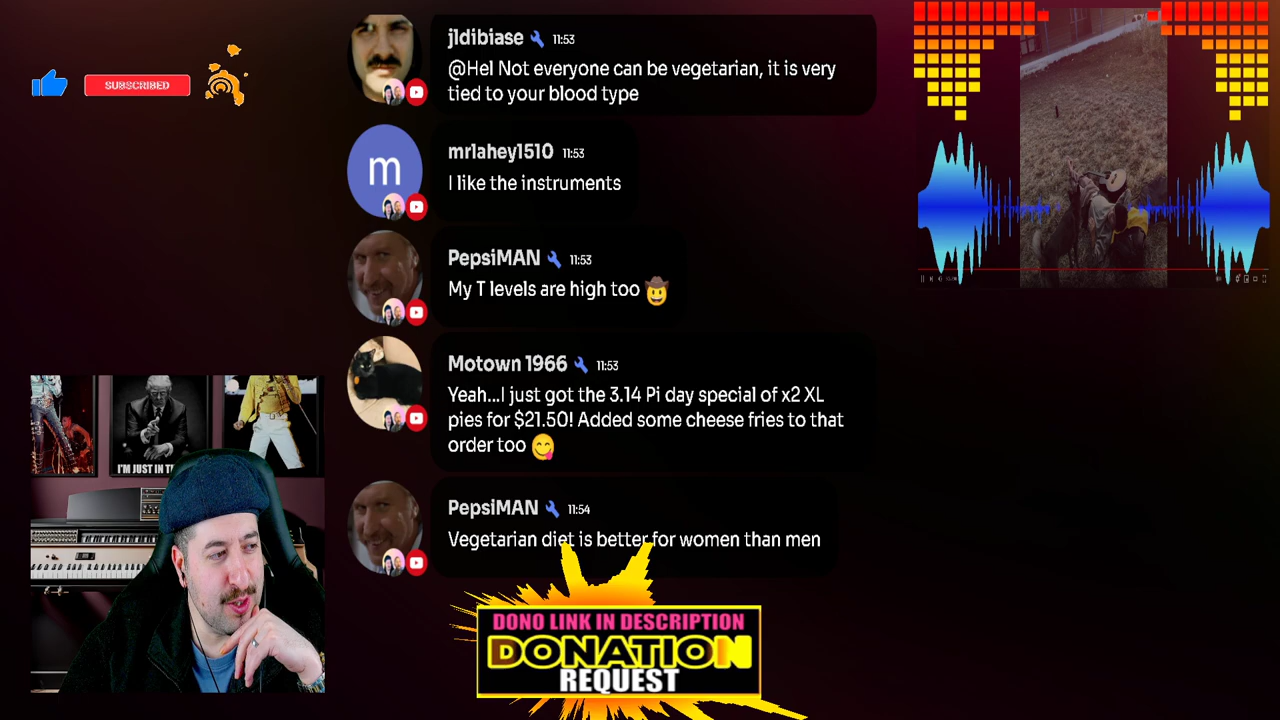 SUBSCRIBED
jldibiase 11:53
@Hel Not everyone can be vegetarian, it is very
tied to your blood type
m
mrlahey1510 11:53
I like the instruments
PepsiMAN 11:53
My T levels are high too 🤠
Motown 1966 11:53
Yeah...I just got the 3.14 Pi day special of x2 XL
pies for $21.50! Added some cheese fries to that
order too 😋
PepsiMAN 11:54
Vegetarian diet is better for women than men
I'M JUST IN
DONO LINK IN DESCRIPTION
DONATION
REQUEST